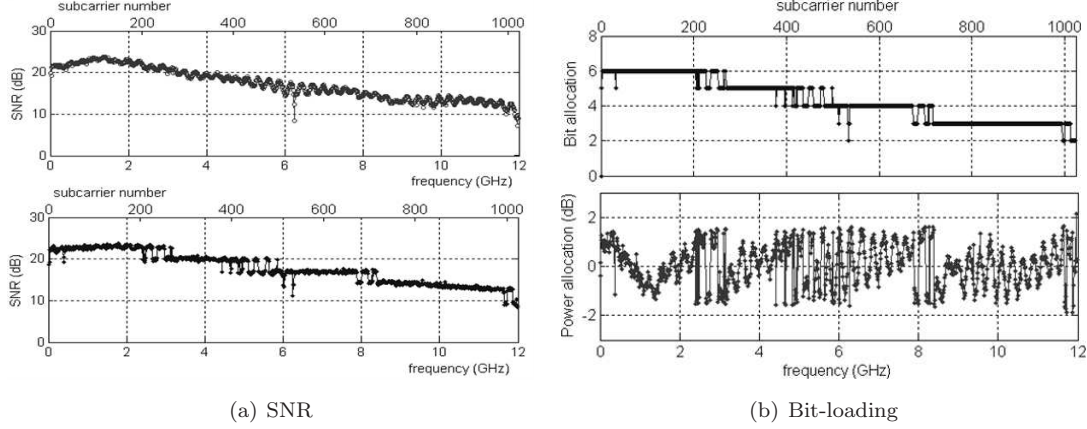 subcarrier number
0 200 400 600 800 1000
30
20
10
0
SNR (dB)
0 2 4 6 8 10 12
frequency (GHz)
subcarrier number
0 200 400 600 800 1000
30
20
10
0
SNR (dB)
0 2 4 6 8 10 12
frequency (GHz)
(a) SNR
subcarrier number
0 200 400 600 800 1000
8
6
4
2
0
Bit allocation
2
0
-2
Power allocation (dB)
0 2 4 6 8 10 12
frequency (GHz)
(b) Bit-loading